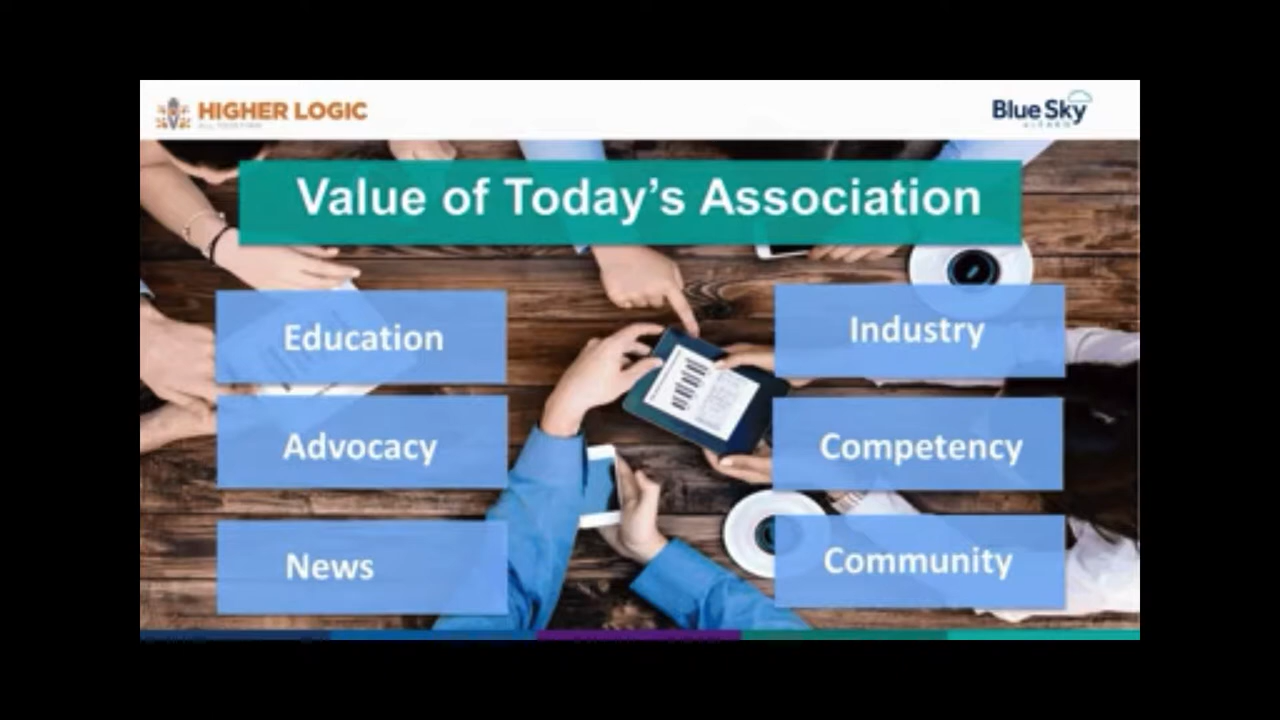 HIGHER LOGIC
Blue Sky
Value of Today's Association
Education
Industry
Advocacy
Competency
News
Community